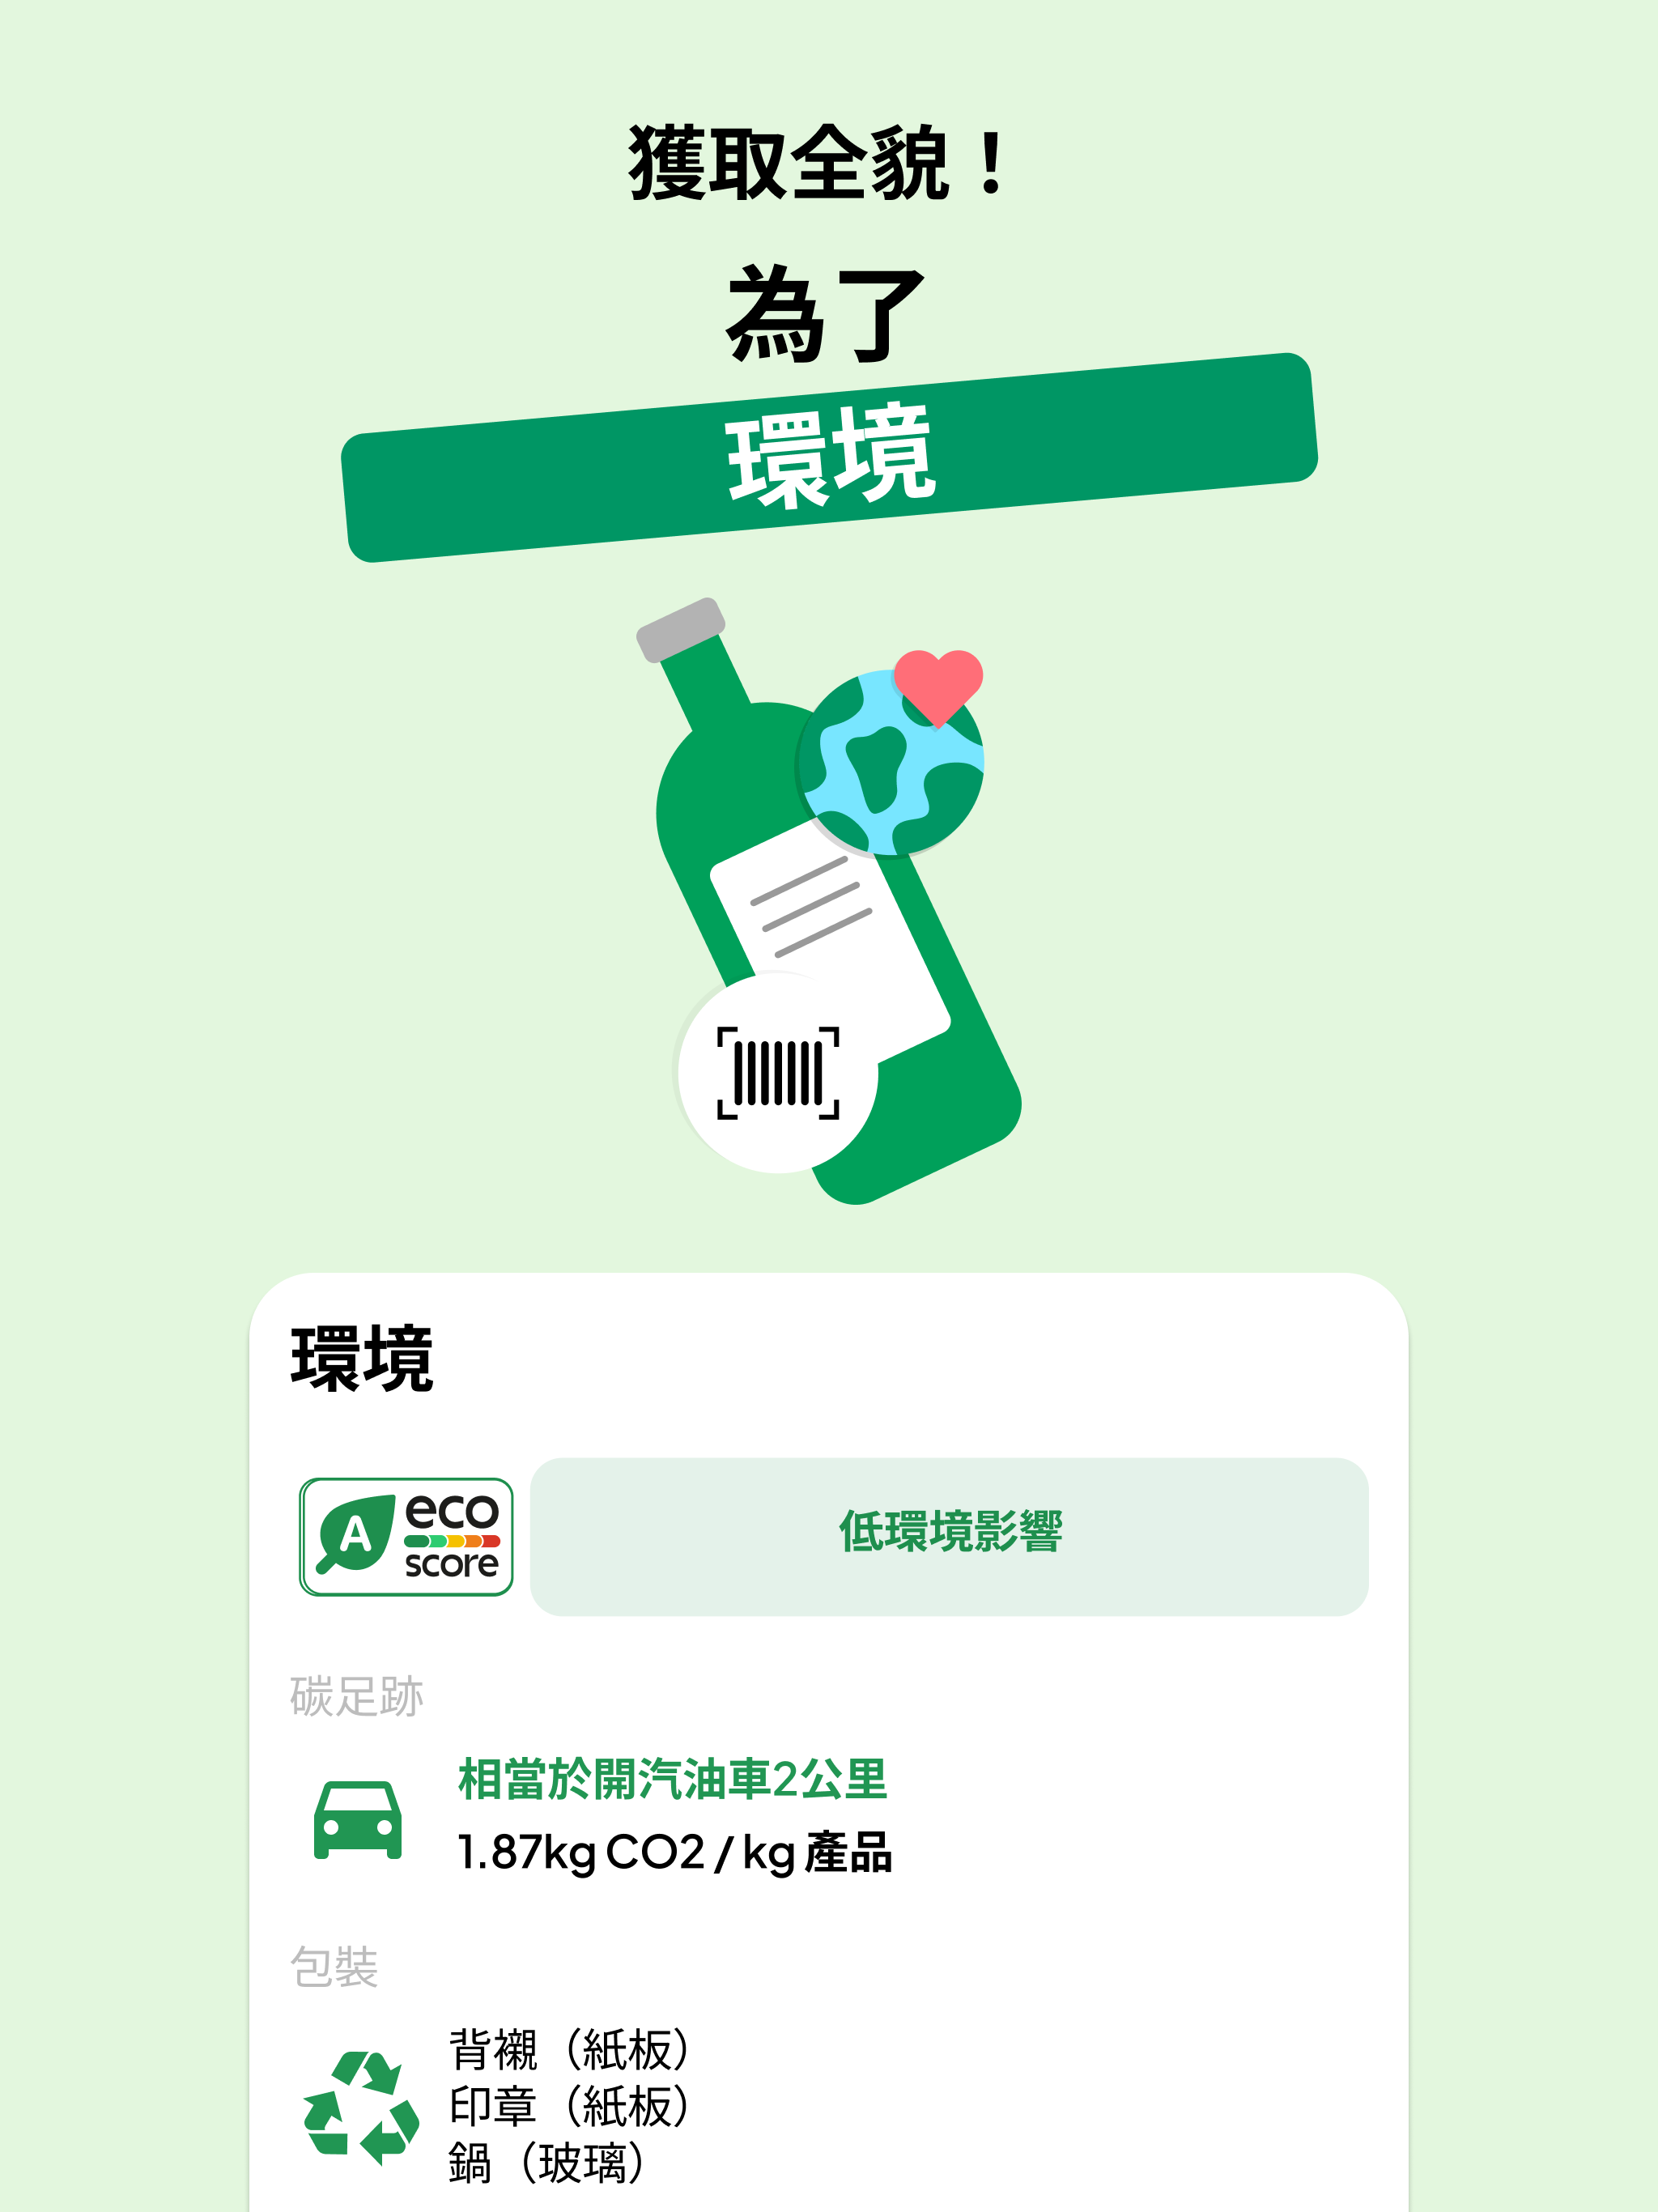 獲取全貌！
為了
環境
環境
A
eco
score
低環境影響
碳足跡
相當於開汽油車2公里
1.87kg CO2 / kg 產品
包裝
背襯（紙板）
印章（紙板）
鍋（玻璃）